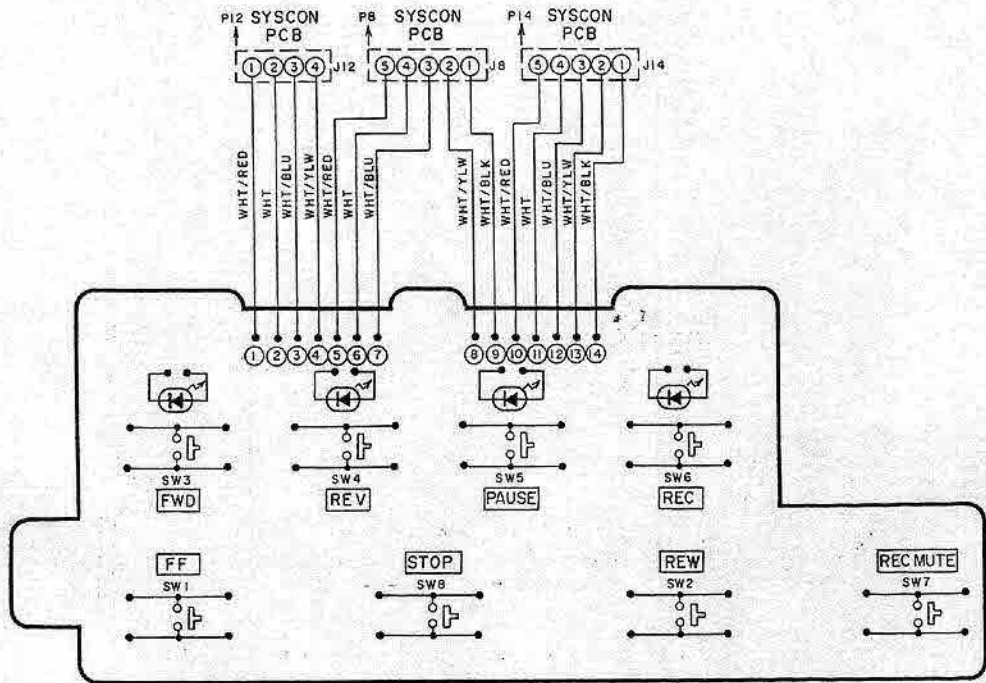 P12 SYSCON PCB
P8 SYSCON PCB
P14 SYSCON PCB
1 2 3 4 J12
5 4 3 2 1 J8
5 4 3 2 1 J14
WHT/RED
WHT
WHT/BLU
WHT/YLW
WHT/RED
WHT
WHT/BLU
WHT/YLW
WHT/BLK
WHT/RED
WHT
WHT/BLU
WHT/YLW
WHT/BLK
1 2 3 4 5 6 7
8 9 10 11 12 13 14
SW3
FWD
SW4
REV
SW5
PAUSE
SW6
REC
FF
SW1
STOP
SW8
REW
SW2
REC MUTE
SW7